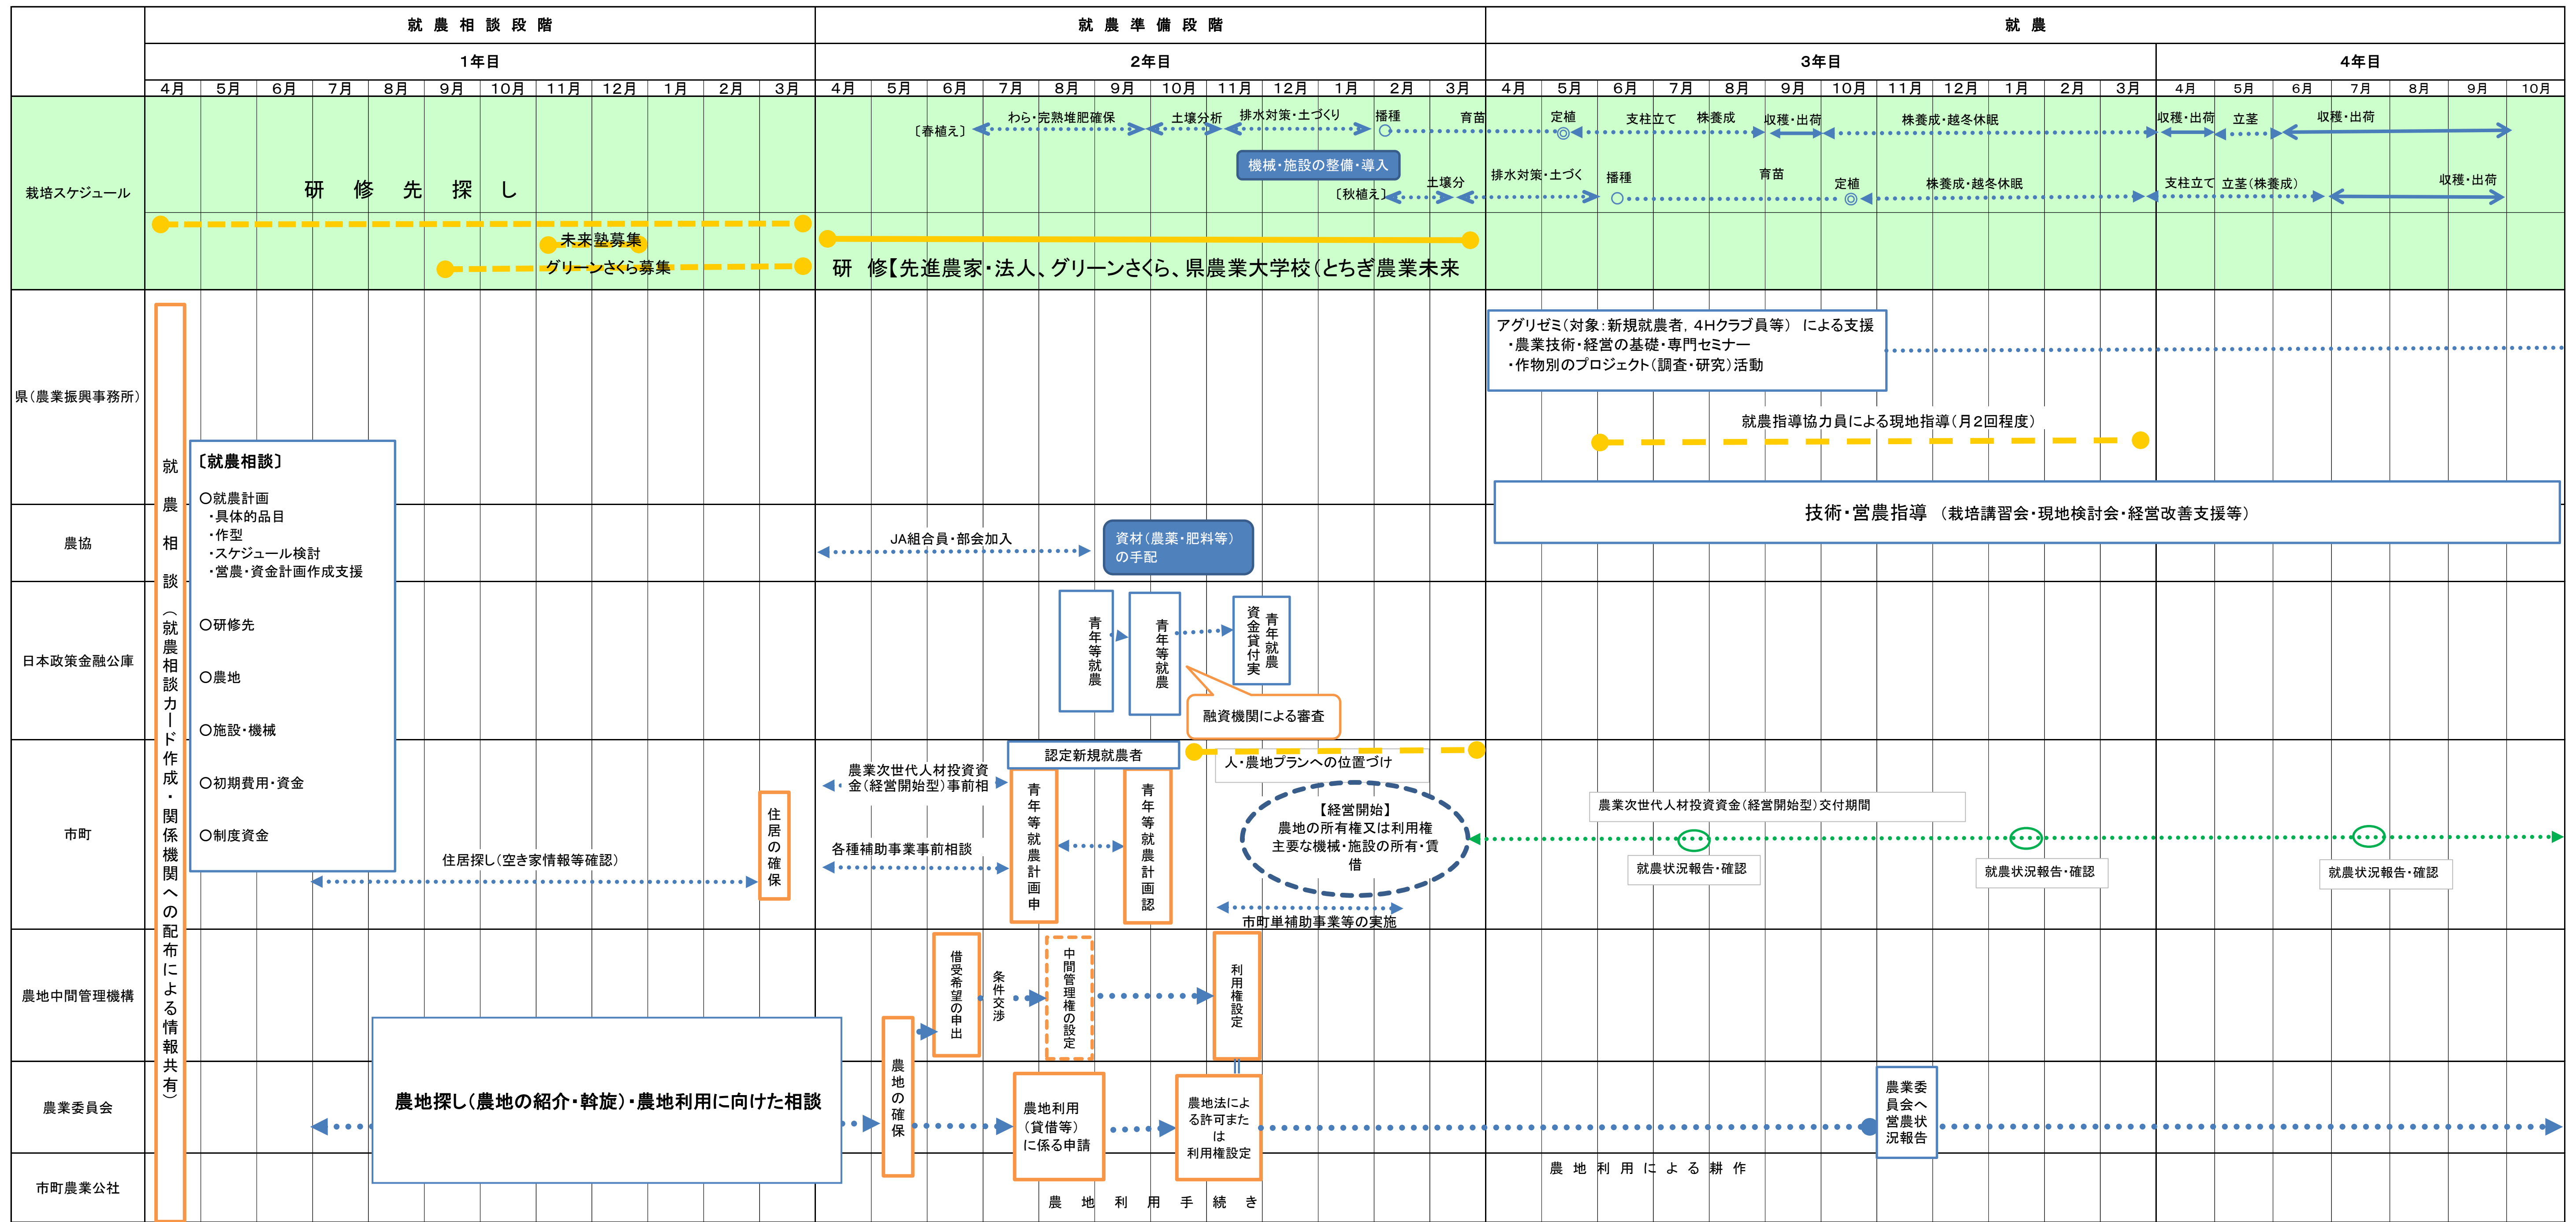 就農相談段階
就農準備段階
就農
1年目
2年目
3年目
4年目
4月 5月 6月 7月 8月 9月 10月 11月 12月 1月 2月 3月 4月 5月 6月 7月 8月 9月 10月 11月 12月 1月 2月 3月 4月 5月 6月 7月 8月 9月 10月 11月 12月 1月 2月 3月 4月 5月 6月 7月 8月 9月 10月
栽培スケジュール
〔春植え〕
わら・完熟堆肥確保
土壌分析
排水対策・土づくり
播種
育苗
定植
支柱立て
株養成
収穫・出荷
株養成・越冬休眠
収穫・出荷
立茎
収穫・出荷
機械・施設の整備・導入
〔秋植え〕
土壌分
排水対策・土づく
播種
育苗
定植
株養成・越冬休眠
支柱立て
立茎(株養成)
収穫・出荷
研修先探し
未来塾募集
グリーンさくら募集
研 修【先進農家・法人、グリーンさくら、県農業大学校(とちぎ農業未来
県(農業振興事務所)
アグリゼミ(対象:新規就農者,4Hクラブ員等) による支援
・農業技術・経営の基礎・専門セミナー
・作物別のプロジェクト(調査・研究)活動
就農指導協力員による現地指導(月2回程度)
技術・営農指導 (栽培講習会・現地検討会・経営改善支援等)
就農相談(就農相談カード作成・関係機関への配布による情報共有)
〔就農相談〕
〇就農計画
・具体的品目
・作型
・スケジュール検討
・営農・資金計画作成支援
〇研修先
〇農地
〇施設・機械
〇初期費用・資金
〇制度資金
農協
JA組合員・部会加入
資材(農薬・肥料等)
の手配
日本政策金融公庫
青年等就農
青年等就農
青年就農
資金貸付実
融資機関による審査
市町
住居探し(空き家情報等確認)
住居の確保
農業次世代人材投資資
金(経営開始型)事前相
各種補助事業事前相談
認定新規就農者
青年等就農計画申
青年等就農計画認
人・農地プランへの位置づけ
【経営開始】
農地の所有権又は利用権
主要な機械・施設の所有・賃
借
市町単補助事業等の実施
農業次世代人材投資資金(経営開始型)交付期間
就農状況報告・確認
就農状況報告・確認
就農状況報告・確認
農地中間管理機構
借受希望の申出
条件交渉
中間管理権の設定
利用権設定
農業委員会
農地探し(農地の紹介・斡旋)・農地利用に向けた相談
農地の確保
農地利用
(貸借等)
に係る申請
農地法によ
る許可また
は
利用権設定
農業委
員会へ
営農状
況報告
市町農業公社
農地利用手続き
農地利用による耕作